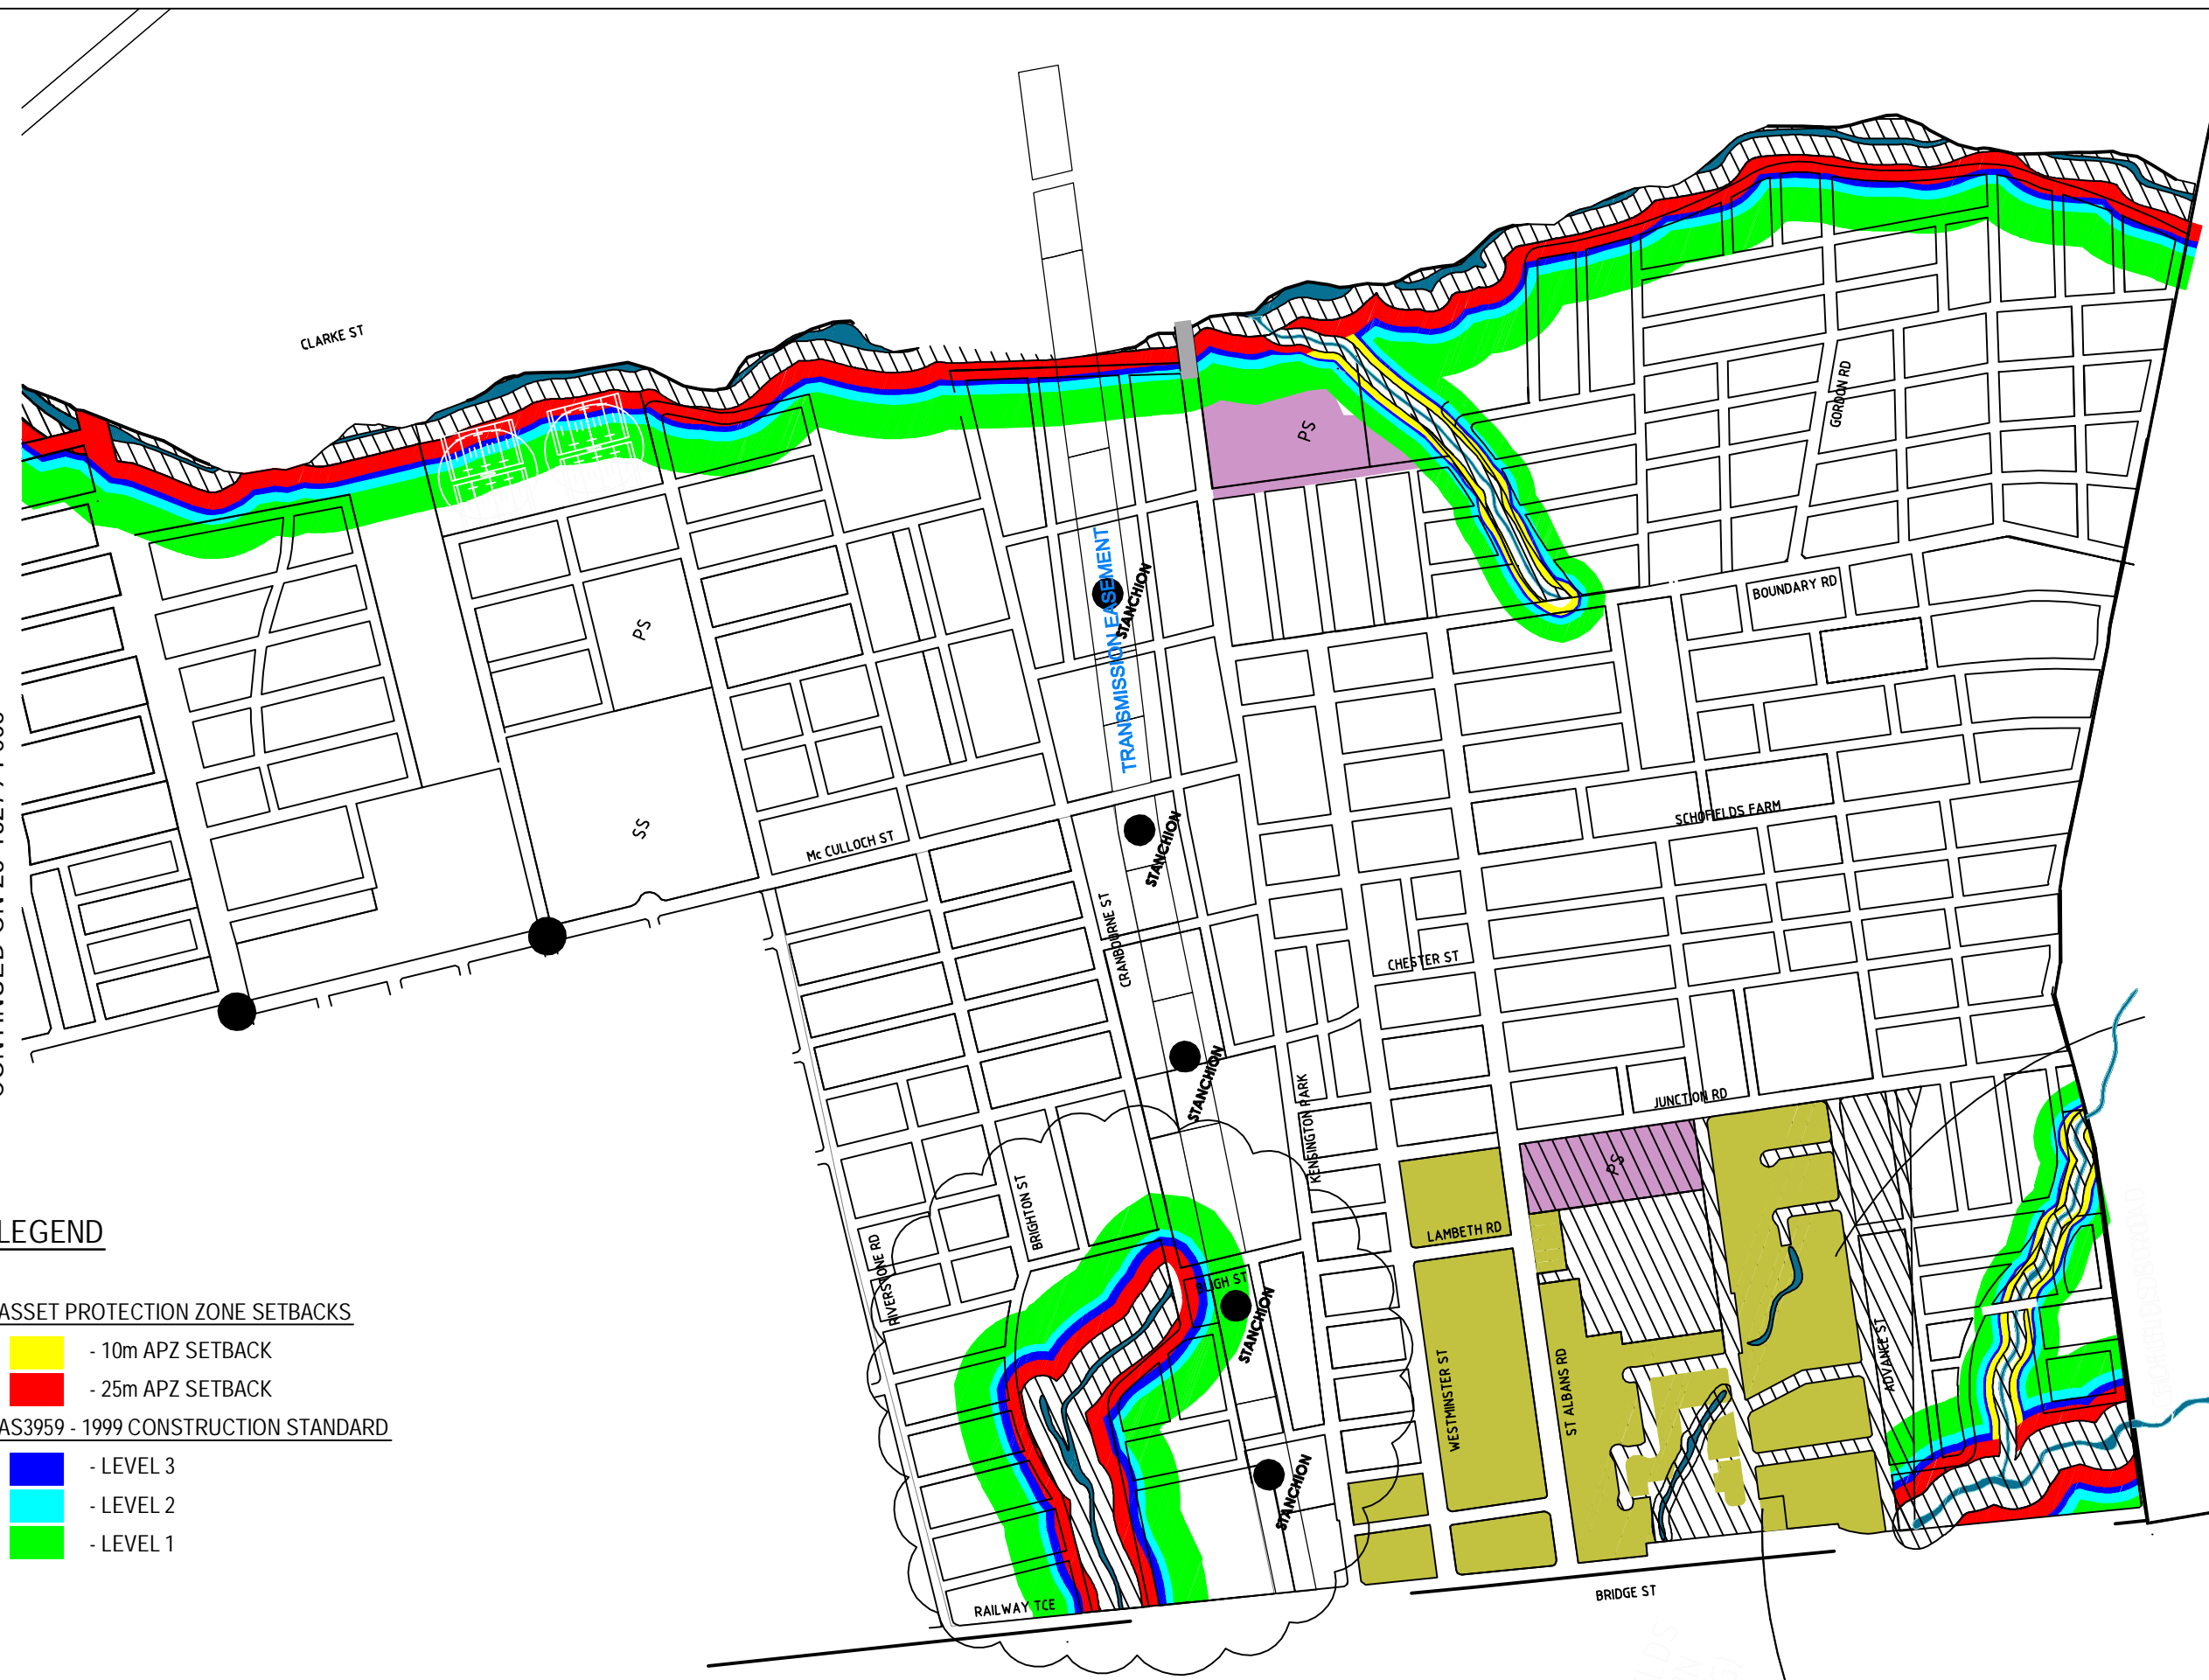 CLARKE ST
PS
GORDON RD
TRANSMISSION EASEMENT
STANCHION
BOUNDARY RD
PS
SS
Mc CULLOCH ST
SCHOFIELDS FARM
STANCHION
CRANBOURNE ST
CHESTER ST
STANCHION
KENSINGTON PARK
JUNCTION RD
PS
BRIGHTON ST
RIVERSTONE RD
LAMBETH RD
BLIGH ST
STANCHION
WESTMINSTER ST
ST ALBANS RD
ADVANCE ST
STANCHION
RAILWAY TCE
BRIDGE ST
LEGEND
ASSET PROTECTION ZONE SETBACKS
- 10m APZ SETBACK
- 25m APZ SETBACK
AS3959 - 1999 CONSTRUCTION STANDARD
- LEVEL 3
- LEVEL 2
- LEVEL 1